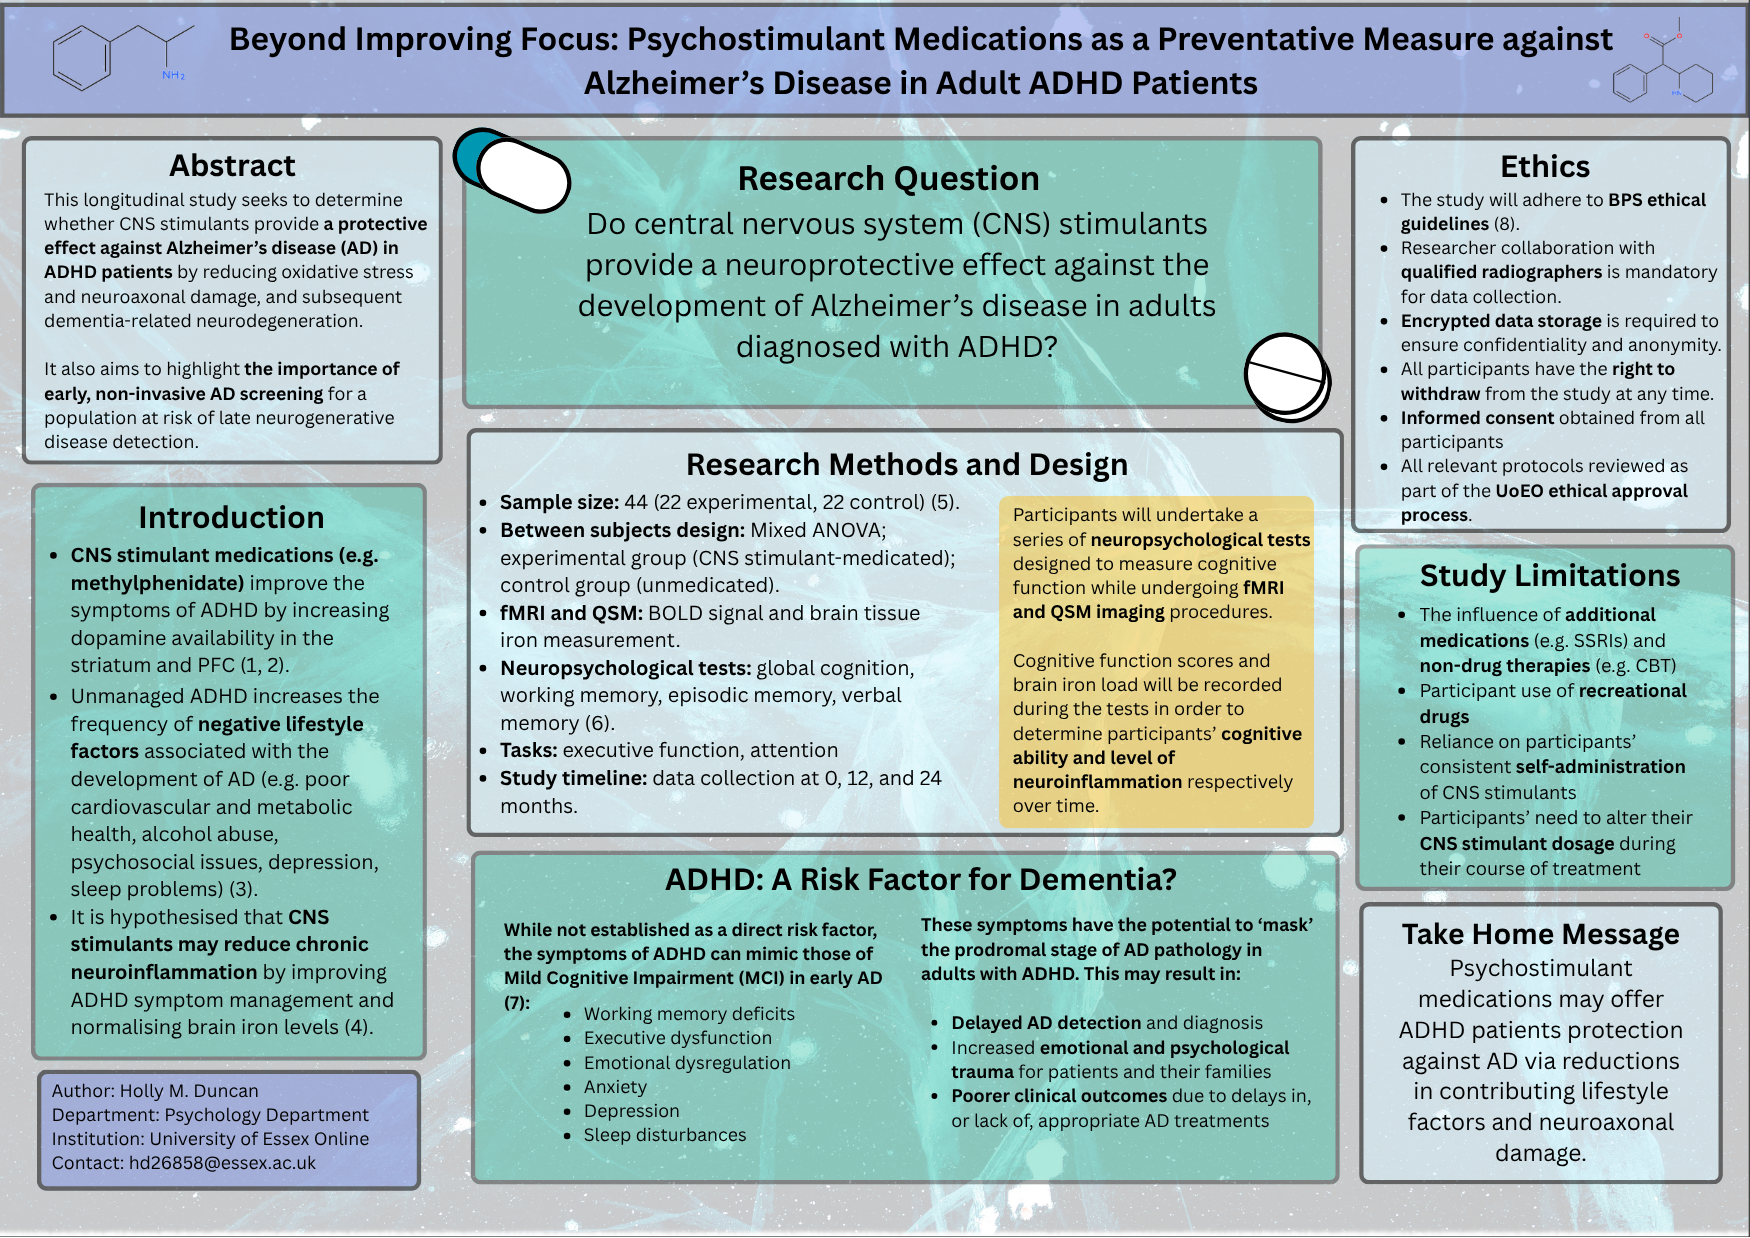 Beyond Improving Focus: Psychostimulant Medications as a Preventative Measure against
Alzheimer’s Disease in Adult ADHD Patients
NH₂
O
O
HN
Abstract
This longitudinal study seeks to determine
whether CNS stimulants provide a protective
effect against Alzheimer’s disease (AD) in
ADHD patients by reducing oxidative stress
and neuroaxonal damage, and subsequent
dementia-related neurodegeneration.
It also aims to highlight the importance of
early, non-invasive AD screening for a
population at risk of late neurogenerative
disease detection.
Introduction
• CNS stimulant medications (e.g.
methylphenidate) improve the
symptoms of ADHD by increasing
dopamine availability in the
striatum and PFC (1, 2).
• Unmanaged ADHD increases the
frequency of negative lifestyle
factors associated with the
development of AD (e.g. poor
cardiovascular and metabolic
health, alcohol abuse,
psychosocial issues, depression,
sleep problems) (3).
• It is hypothesised that CNS
stimulants may reduce chronic
neuroinflammation by improving
ADHD symptom management and
normalising brain iron levels (4).
Author: Holly M. Duncan
Department: Psychology Department
Institution: University of Essex Online
Contact: hd26858@essex.ac.uk
Research Question
Do central nervous system (CNS) stimulants
provide a neuroprotective effect against the
development of Alzheimer’s disease in adults
diagnosed with ADHD?
Research Methods and Design
• Sample size: 44 (22 experimental, 22 control) (5).
• Between subjects design: Mixed ANOVA;
experimental group (CNS stimulant-medicated);
control group (unmedicated).
• fMRI and QSM: BOLD signal and brain tissue
iron measurement.
• Neuropsychological tests: global cognition,
working memory, episodic memory, verbal
memory (6).
• Tasks: executive function, attention
• Study timeline: data collection at 0, 12, and 24
months.
Participants will undertake a
series of neuropsychological tests
designed to measure cognitive
function while undergoing fMRI
and QSM imaging procedures.
Cognitive function scores and
brain iron load will be recorded
during the tests in order to
determine participants’ cognitive
ability and level of
neuroinflammation respectively
over time.
ADHD: A Risk Factor for Dementia?
While not established as a direct risk factor,
the symptoms of ADHD can mimic those of
Mild Cognitive Impairment (MCI) in early AD
(7):
• Working memory deficits
• Executive dysfunction
• Emotional dysregulation
• Anxiety
• Depression
• Sleep disturbances
These symptoms have the potential to ‘mask’
the prodromal stage of AD pathology in
adults with ADHD. This may result in:
• Delayed AD detection and diagnosis
• Increased emotional and psychological
trauma for patients and their families
• Poorer clinical outcomes due to delays in,
or lack of, appropriate AD treatments
Ethics
• The study will adhere to BPS ethical
guidelines (8).
• Researcher collaboration with
qualified radiographers is mandatory
for data collection.
• Encrypted data storage is required to
ensure confidentiality and anonymity.
• All participants have the right to
withdraw from the study at any time.
• Informed consent obtained from all
participants
• All relevant protocols reviewed as
part of the UoEO ethical approval
process.
Study Limitations
• The influence of additional
medications (e.g. SSRIs) and
non-drug therapies (e.g. CBT)
• Participant use of recreational
drugs
• Reliance on participants’
consistent self-administration
of CNS stimulants
• Participants’ need to alter their
CNS stimulant dosage during
their course of treatment
Take Home Message
Psychostimulant
medications may offer
ADHD patients protection
against AD via reductions
in contributing lifestyle
factors and neuroaxonal
damage.